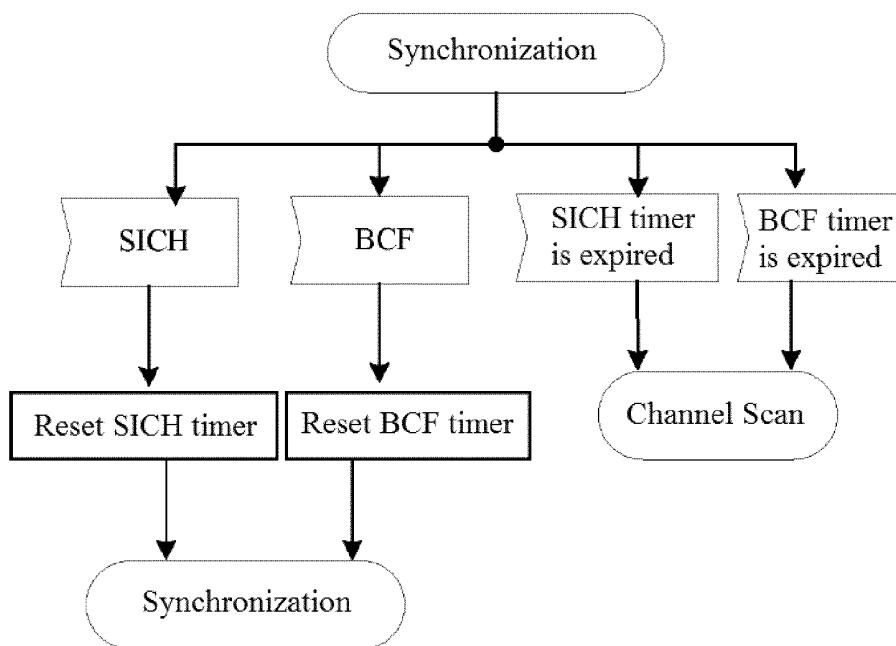 Synchronization
SICH
BCF
SICH timer
is expired
BCF timer
is expired
Reset SICH timer
Reset BCF timer
Channel Scan
Synchronization